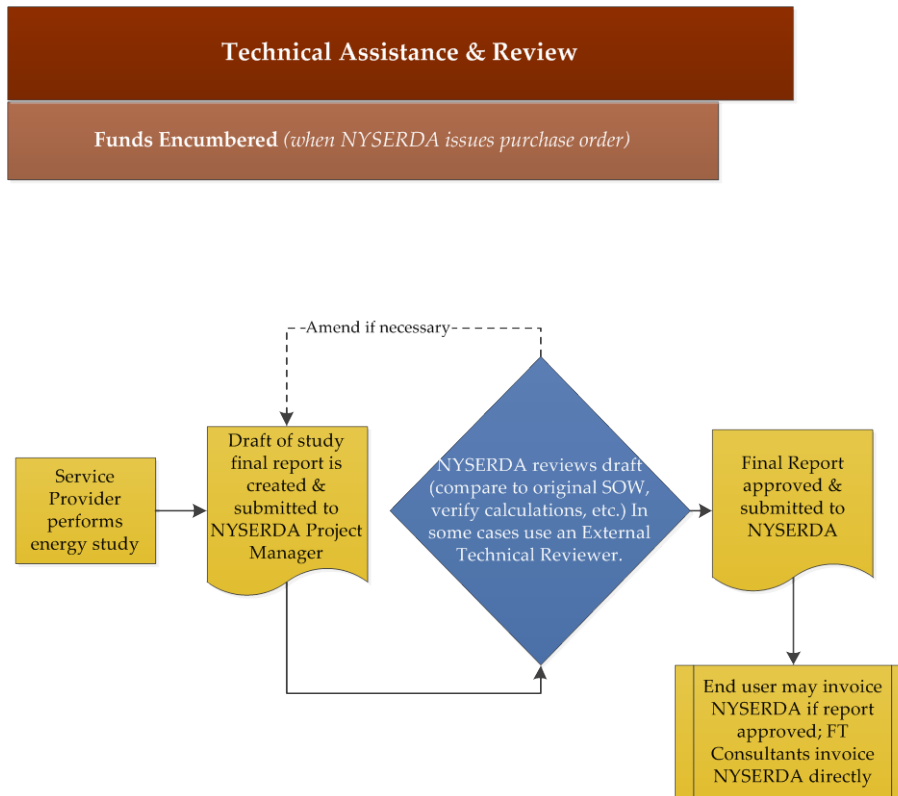 Technical Assistance & Review
Funds Encumbered (when NYSERDA issues purchase order)
Amend if necessary
Service
Provider
performs
energy study
Draft of study
final report is
created &
submitted to
NYSERDA Project
Manager
NYSERDA reviews draft
(compare to original SOW,
verify calculations, etc.) In
some cases use an External
Technical Reviewer.
Final Report
approved &
submitted to
NYSERDA
End user may invoice
NYSERDA if report
approved; FT
Consultants invoice
NYSERDA directly